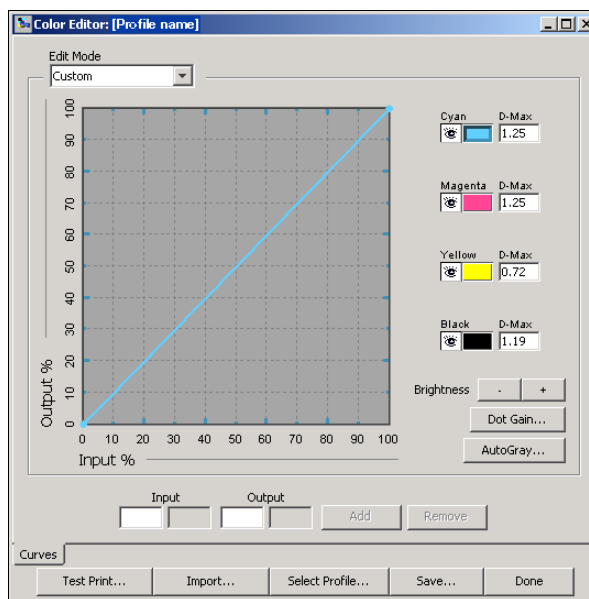 Color Editor: [Profile name]
Edit Mode
Custom
Output %
100
90
80
70
60
50
40
30
20
10
0
0 10 20 30 40 50 60 70 80 90 100
Input %
Cyan D-Max
1.25
Magenta D-Max
1.25
Yellow D-Max
0.72
Black D-Max
1.19
Brightness - +
Dot Gain...
AutoGray...
Input Output
Add Remove
Curves
Test Print... Import... Select Profile... Save... Done